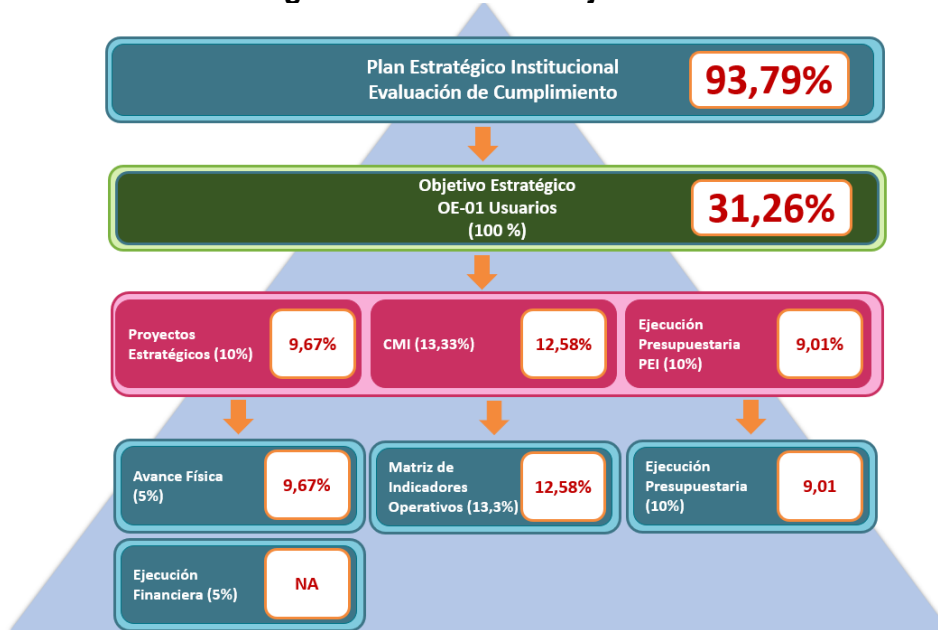 Plan Estratégico Institucional
Evaluación de Cumplimiento
93,79%
Objetivo Estratégico
OE-01 Usuarios
(100 %)
31,26%
Proyectos
Estratégicos (10%)
9,67%
CMI (13,33%)
12,58%
Ejecución
Presupuestaria
PEI (10%)
9,01%
Avance Física
(5%)
9,67%
Matriz de
Indicadores
Operativos (13,3%)
12,58%
Ejecución
Presupuestaria
(10%)
9,01
Ejecución
Financiera (5%)
NA